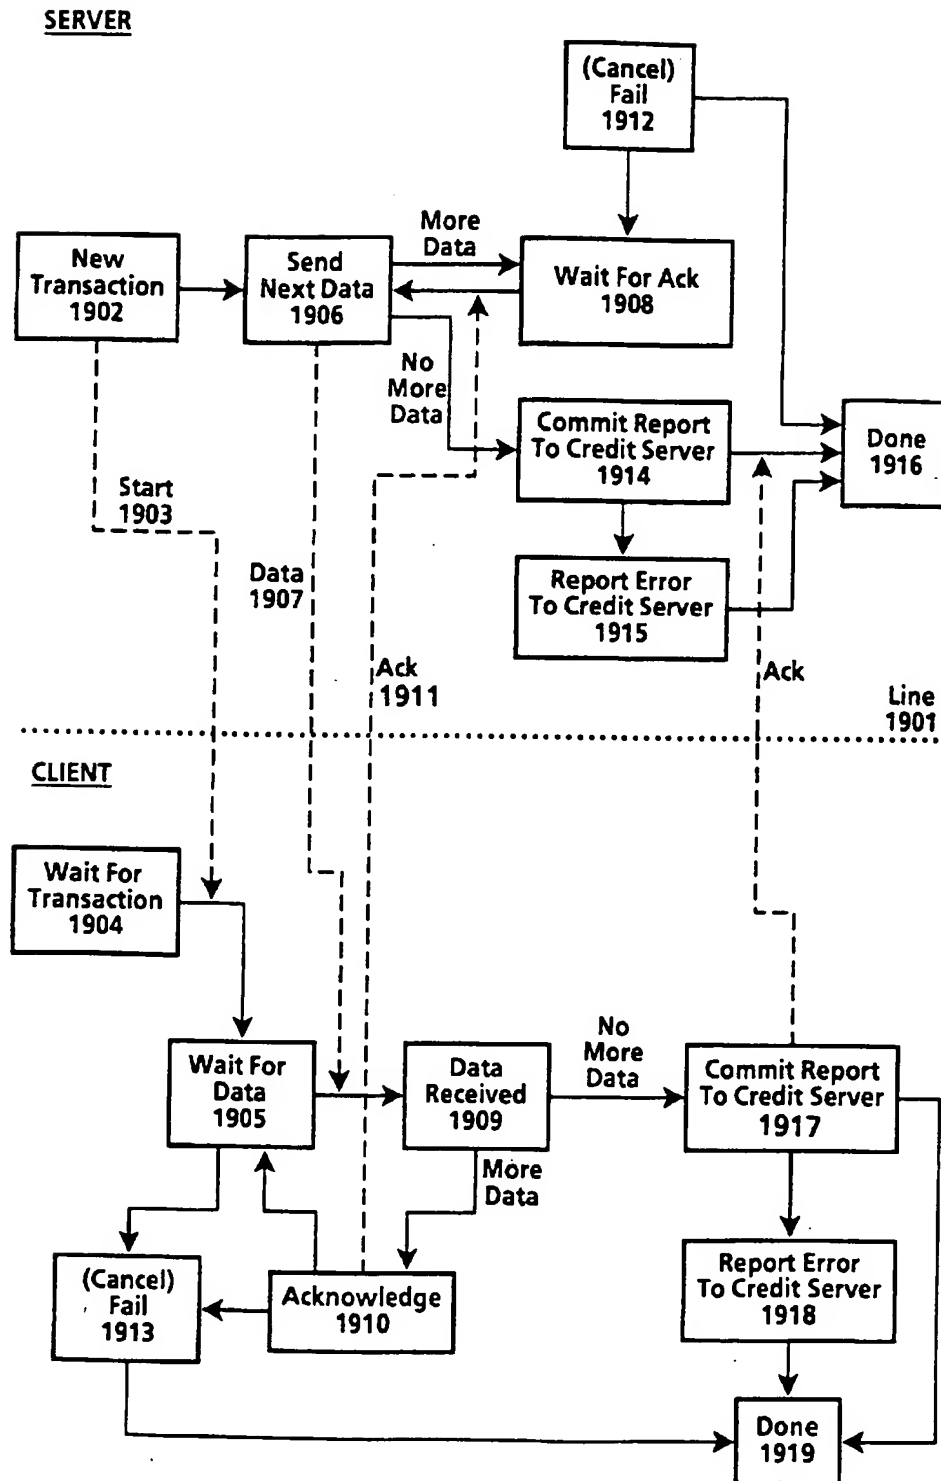 SERVER
(Cancel)
Fail
1912
New
Transaction
1902
Send
Next Data
1906
More
Data
Wait For Ack
1908
No
More
Data
Commit Report
To Credit Server
1914
Done
1916
Start
1903
Data
1907
Report Error
To Credit Server
1915
Ack
1911
Ack
Line
1901
CLIENT
Wait For
Transaction
1904
Wait For
Data
1905
Data
Received
1909
No
More
Data
Commit Report
To Credit Server
1917
More
Data
(Cancel)
Fail
1913
Acknowledge
1910
Report Error
To Credit Server
1918
Done
1919